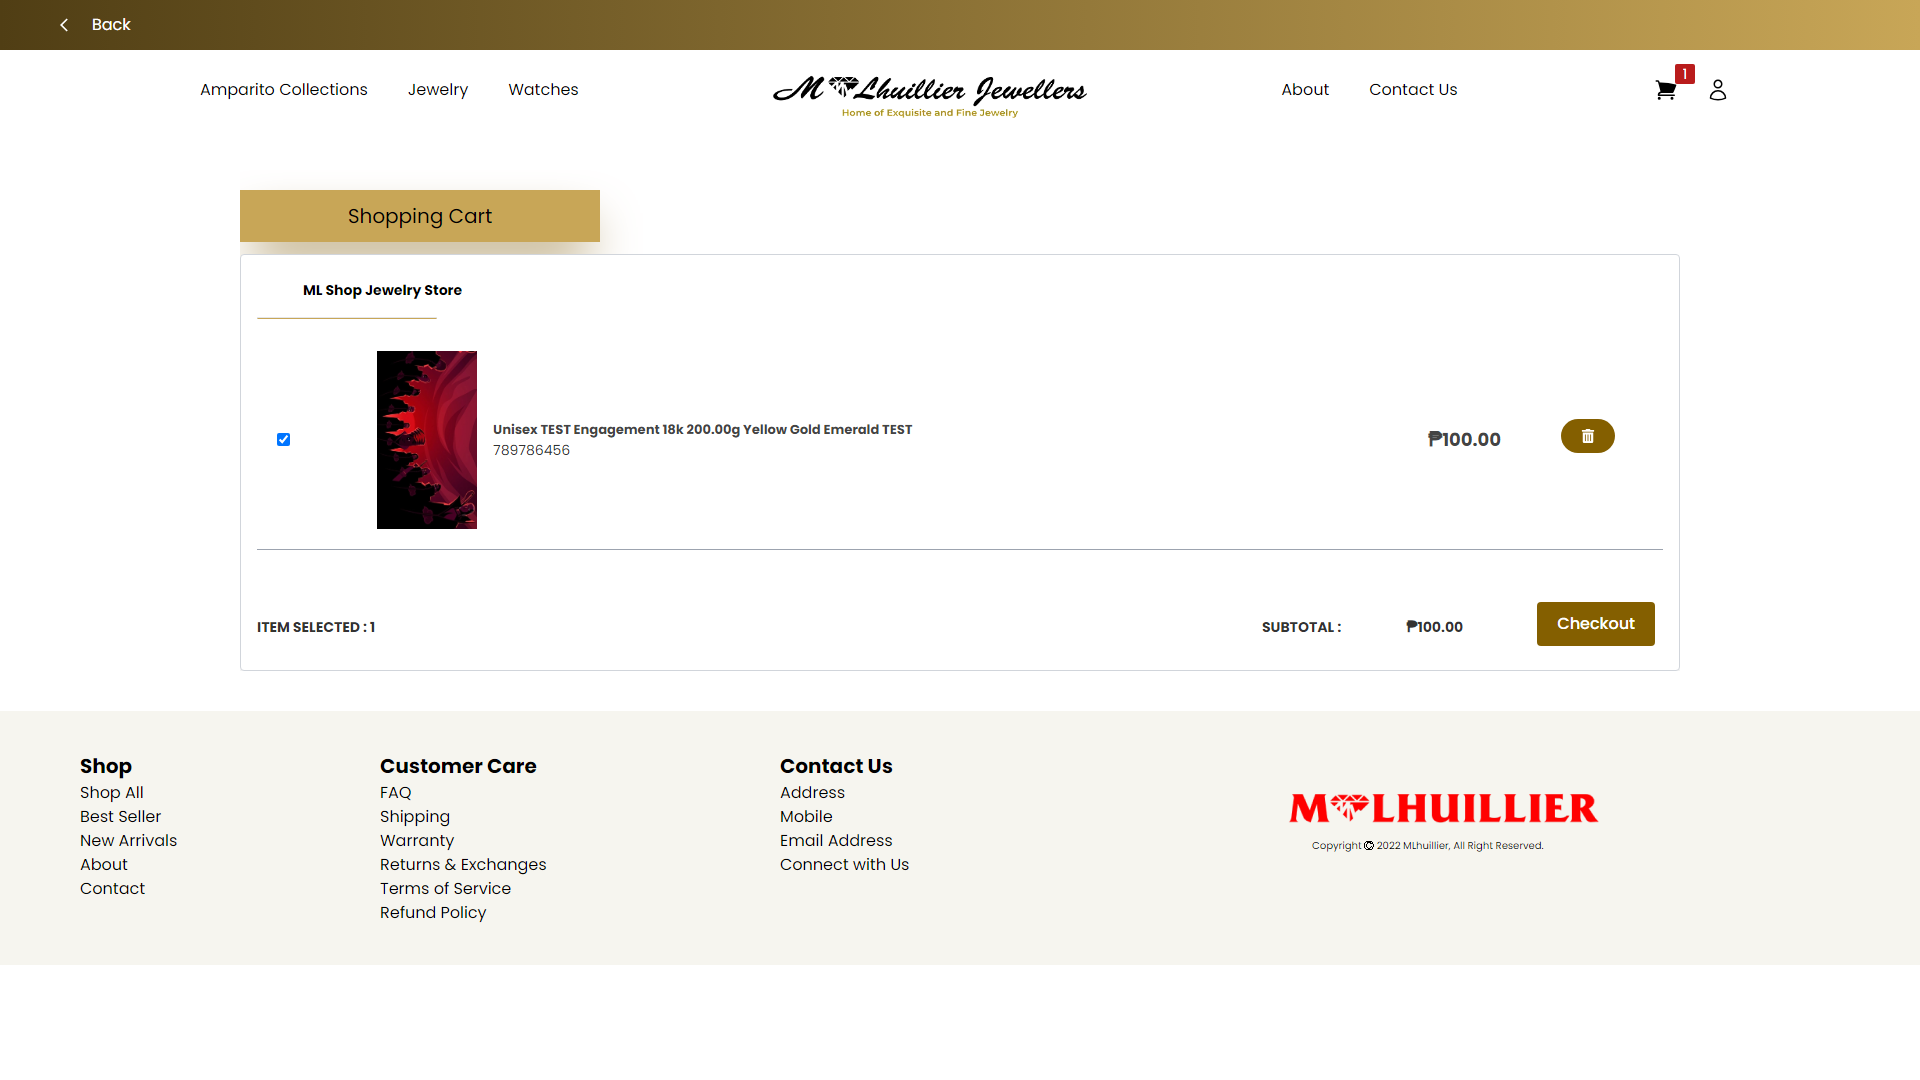 Back
Amparito Collections
Jewelry
Watches
M Lhuillier Jewellers
Home of Exquisite and Fine Jewelry
About
Contact Us
1
Shopping Cart
ML Shop Jewelry Store
Unisex TEST Engagement 18k 200.00g Yellow Gold Emerald TEST
789786456
₱100.00
ITEM SELECTED : 1
SUBTOTAL :
₱100.00
Checkout
Shop
Shop All
Best Seller
New Arrivals
About
Contact
Customer Care
FAQ
Shipping
Warranty
Returns & Exchanges
Terms of Service
Refund Policy
Contact Us
Address
Mobile
Email Address
Connect with Us
M LHUILLIER
Copyright © 2022 MLhuillier, All Right Reserved.